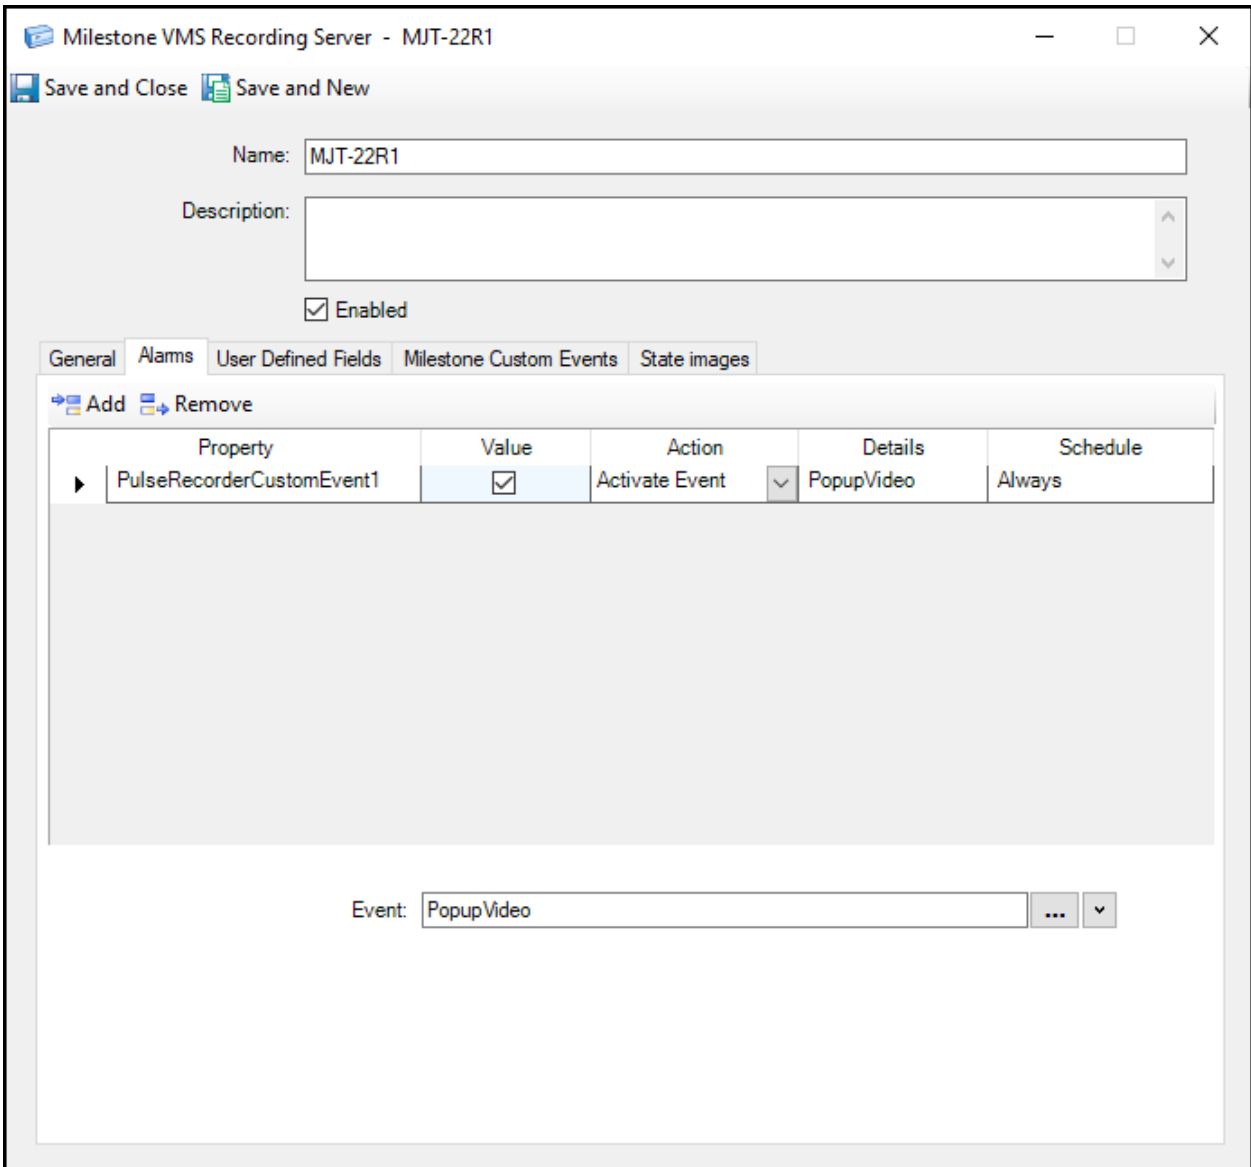 Milestone VMS Recording Server - MJT-22R1
Save and Close Save and New
Name: MJT-22R1
Description:
Enabled
General Alarms User Defined Fields Milestone Custom Events State images
Add Remove
Property Value Action Details Schedule
PulseRecorderCustomEvent1 Activate Event PopupVideo Always
Event: PopupVideo ...